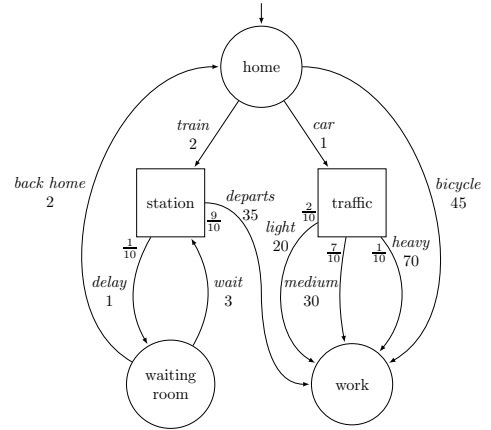 home
train
2
car
1
back home
2
bicycle
45
station
departs
35
traffic
9/10
2/10
light
20
1/10
7/10
1/10
heavy
70
delay
1
wait
3
medium
30
waiting
room
work